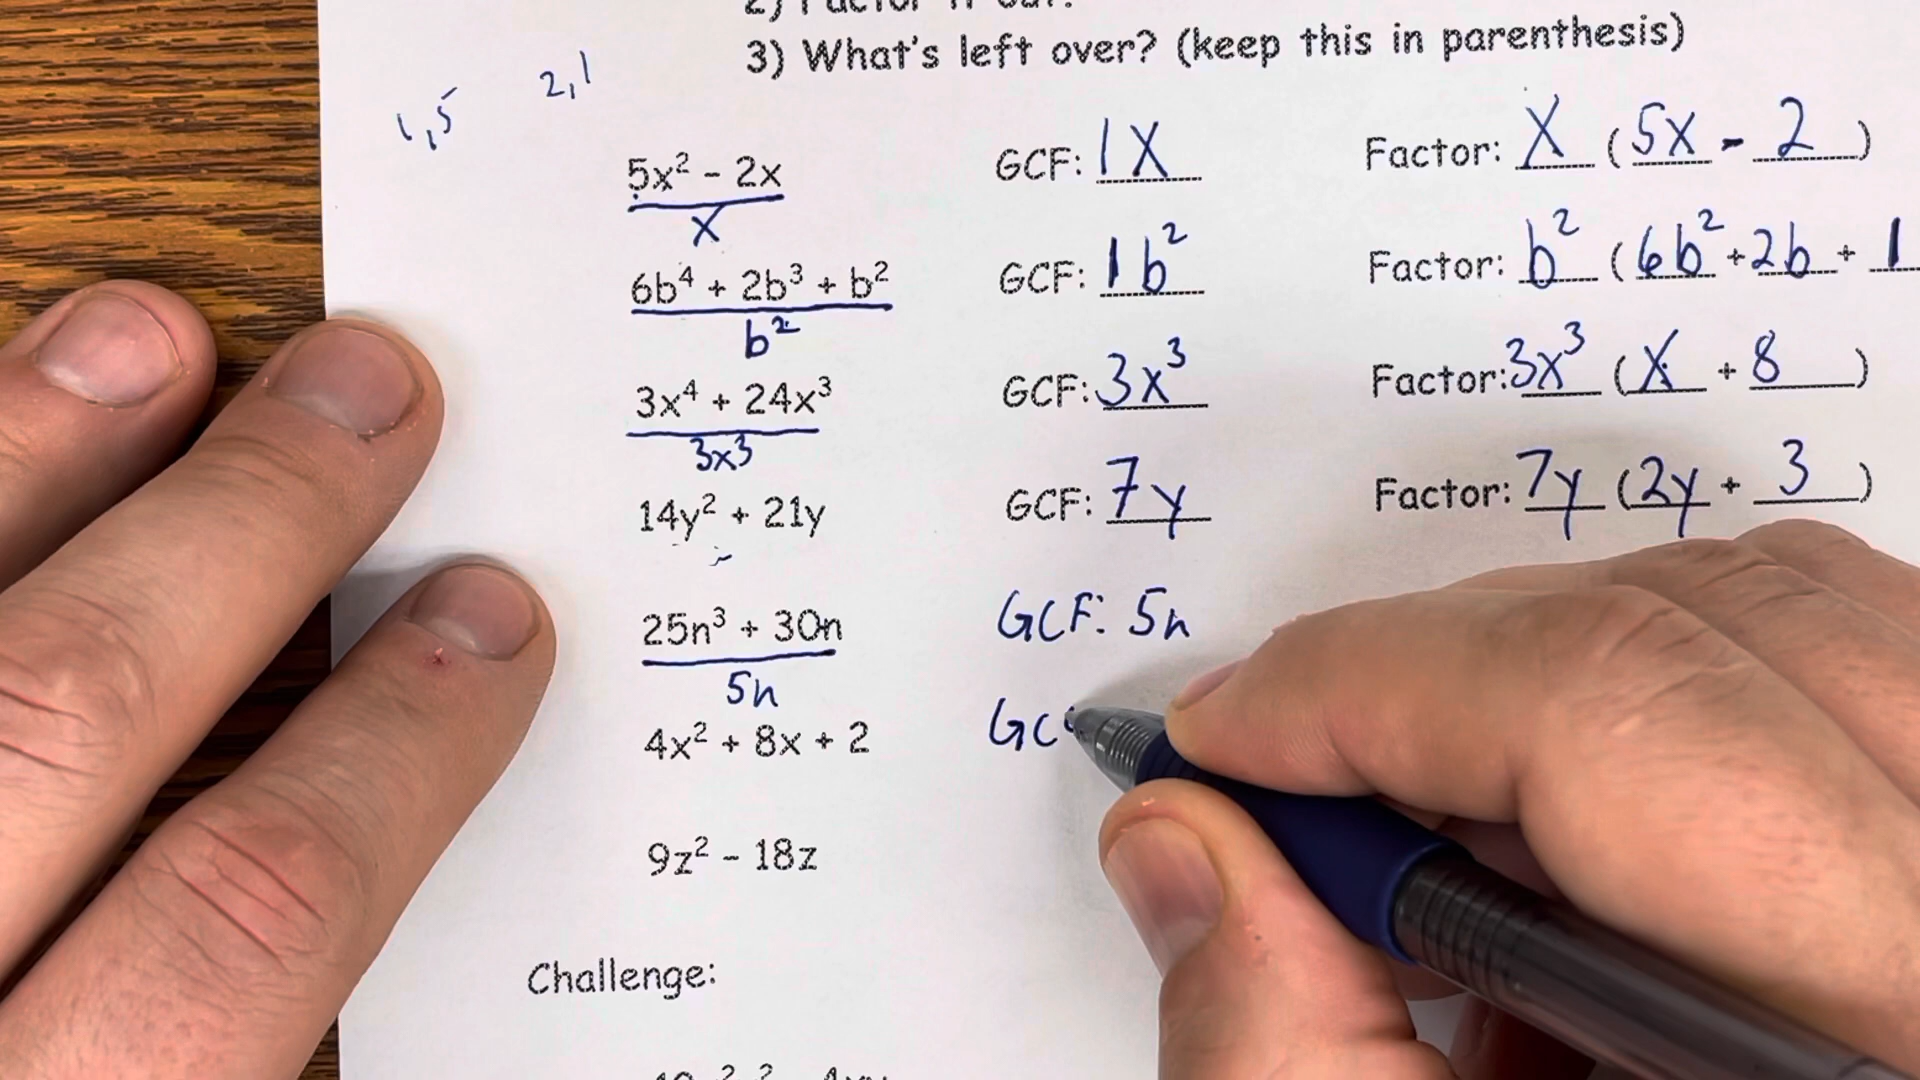 3) What's left over? (keep this in parenthesis)
1,5 2,1
5x² - 2x GCF: 1X Factor: X (5x - 2)
x
6b⁴ + 2b³ + b² GCF: 1b² Factor: b² (6b² + 2b + 1
b²
3x⁴ + 24x³ GCF: 3x³ Factor: 3x³ (x + 8)
3x3
14y² + 21y GCF: 7y Factor: 7y (2y + 3)
25n³ + 30n GCF: 5n
5n
4x² + 8x + 2 GC
9z² - 18z
Challenge: